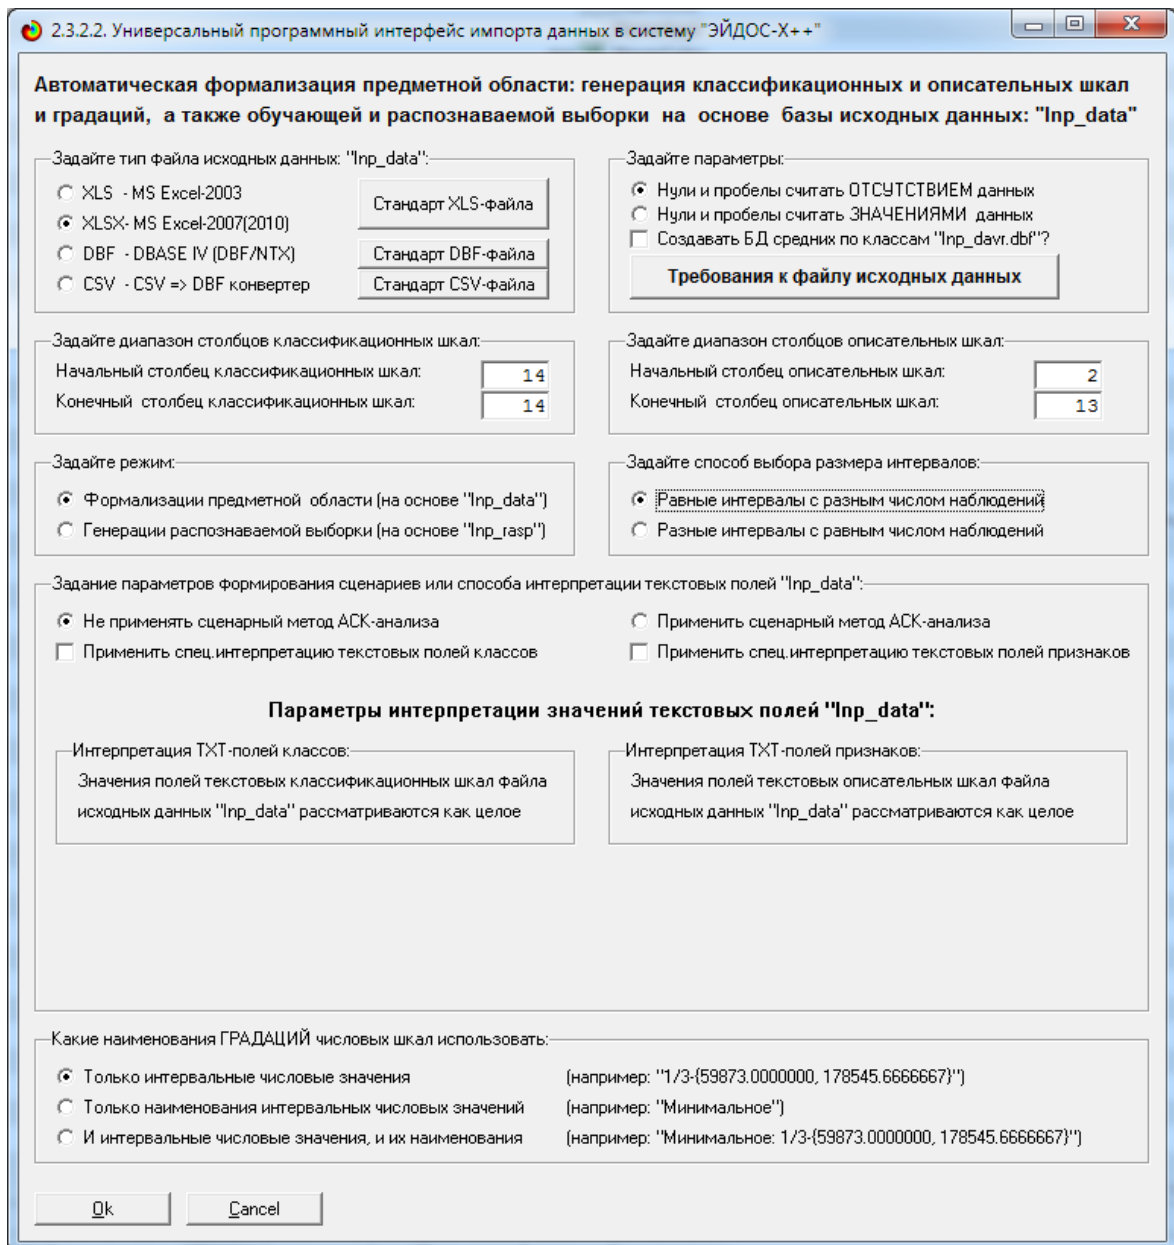 2.3.2.2. Универсальный программный интерфейс импорта данных в систему "ЭЙДОС-X++"
Автоматическая формализация предметной области: генерация классификационных и описательных шкал
и градаций, а также обучающей и распознаваемой выборки на основе базы исходных данных: "Inp_data"
Задайте тип файла исходных данных: "Inp_data":
XLS - MS Excel-2003
XLSX- MS Excel-2007(2010)
DBF - DBASE IV (DBF/NTX)
CSV - CSV => DBF конвертер
Стандарт XLS-файла
Стандарт DBF-файла
Стандарт CSV-файла
Задайте параметры:
Нули и пробелы считать ОТСУТСТВИЕМ данных
Нули и пробелы считать ЗНАЧЕНИЯМИ данных
Создавать БД средних по классам "Inp_davr.dbf"?
Требования к файлу исходных данных
Задайте диапазон столбцов классификационных шкал:
Начальный столбец классификационных шкал: 14
Конечный столбец классификационных шкал: 14
Задайте диапазон столбцов описательных шкал:
Начальный столбец описательных шкал: 2
Конечный столбец описательных шкал: 13
Задайте режим:
Формализации предметной области (на основе "Inp_data")
Генерации распознаваемой выборки (на основе "Inp_rasp")
Задайте способ выбора размера интервалов:
Равные интервалы с разным числом наблюдений
Разные интервалы с равным числом наблюдений
Задание параметров формирования сценариев или способа интерпретации текстовых полей "Inp_data":
Не применять сценарный метод АСК-анализа
Применить сценарный метод АСК-анализа
Применить спец.интерпретацию текстовых полей классов
Применить спец.интерпретацию текстовых полей признаков
Параметры интерпретации значений текстовых полей "Inp_data":
Интерпретация TXT-полей классов:
Значения полей текстовых классификационных шкал файла
исходных данных "Inp_data" рассматриваются как целое
Интерпретация TXT-полей признаков:
Значения полей текстовых описательных шкал файла
исходных данных "Inp_data" рассматриваются как целое
Какие наименования ГРАДАЦИЙ числовых шкал использовать:
Только интервальные числовые значения (например: "1/3-{59873.0000000, 178545.6666667}")
Только наименования интервальных числовых значений (например: "Минимальное")
И интервальные числовые значения, и их наименования (например: "Минимальное: 1/3-{59873.0000000, 178545.6666667}")
Ok
Cancel